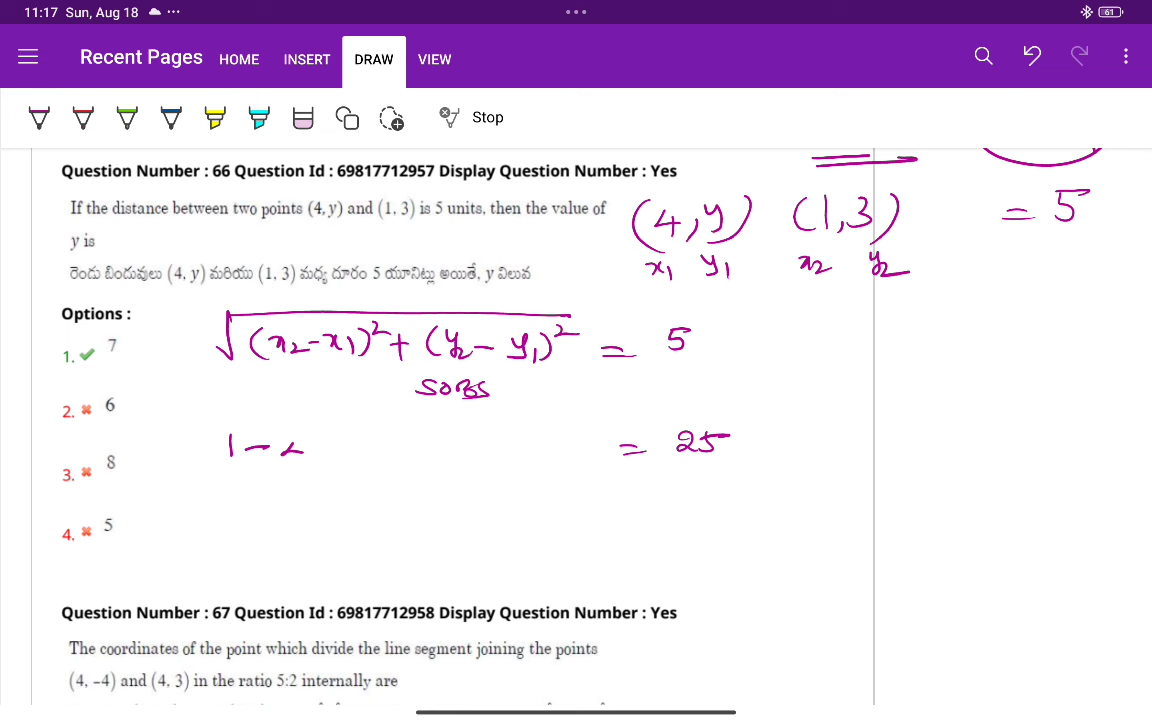 11:17 Sun, Aug 18
61
Recent Pages HOME INSERT DRAW VIEW
Stop
Question Number : 66 Question Id : 69817712957 Display Question Number : Yes
If the distance between two points (4, y) and (1, 3) is 5 units, then the value of
y is
రెండు బిందువులు (4, y) మరియు (1, 3) మధ్య దూరం 5 యూనిట్లు అయితే, y విలువ
(4, y) (1, 3) = 5
x₁ y₁ x₂ y₂
Options :
√(x₂-x₁)² + (y₂-y₁)² = 5
SOBS
1. 7
2. 6
1 - = 25
3. 8
4. 5
Question Number : 67 Question Id : 69817712958 Display Question Number : Yes
The coordinates of the point which divide the line segment joining the points
(4, –4) and (4, 3) in the ratio 5:2 internally are